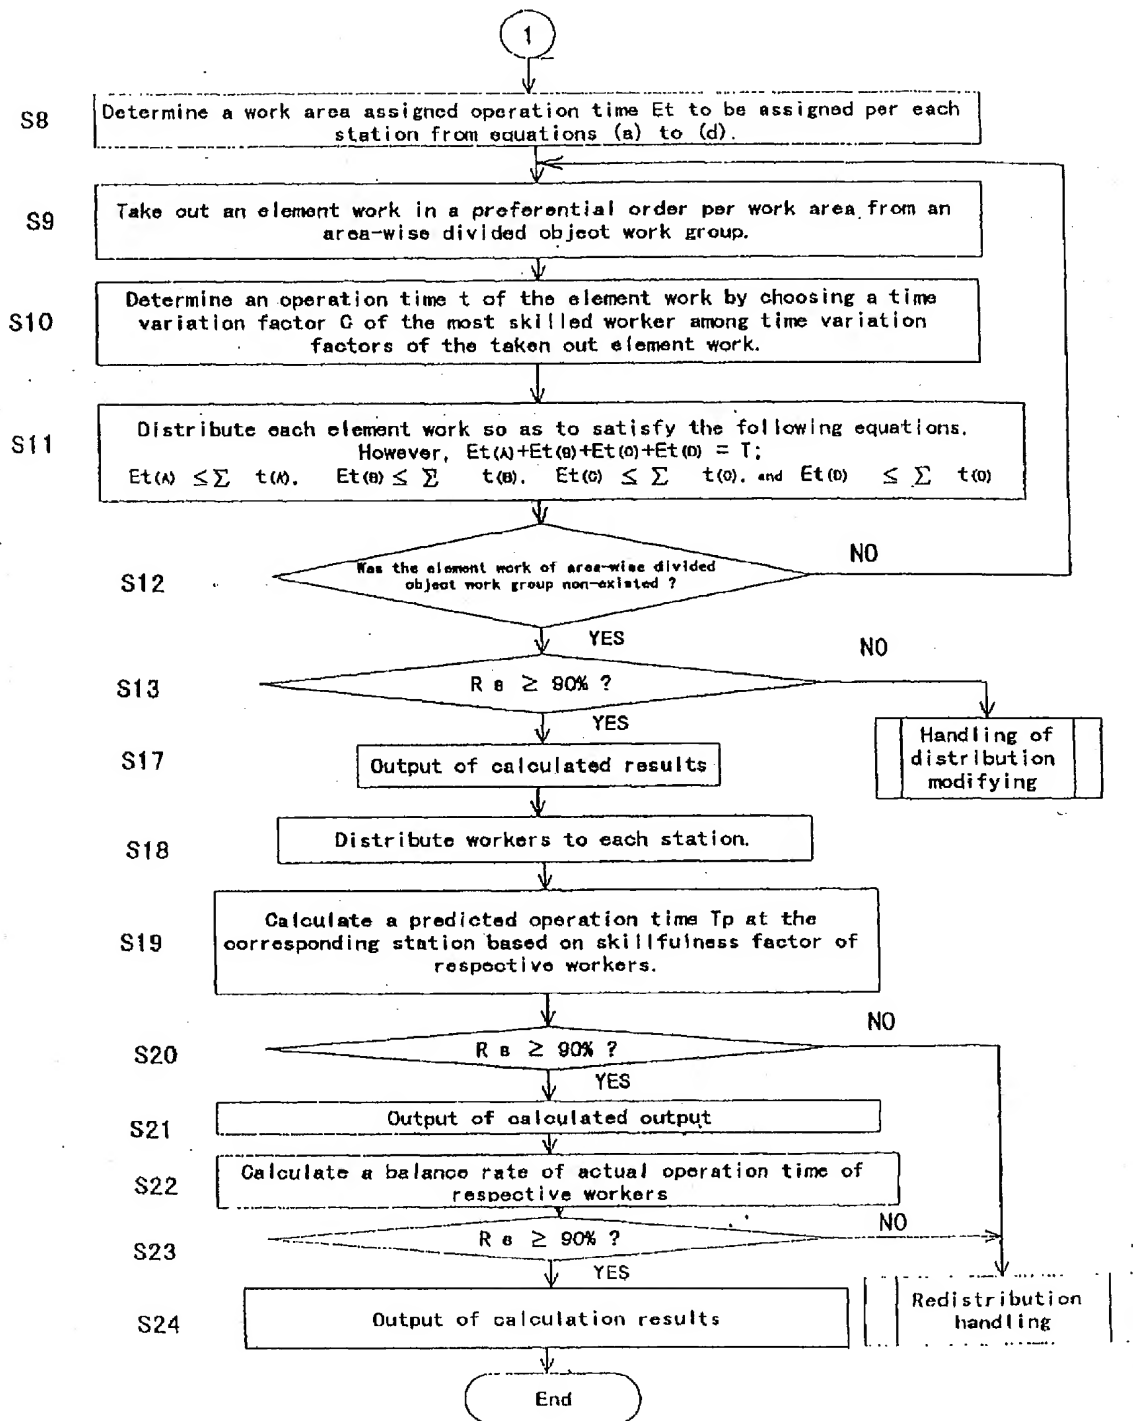 1
S8
Determine a work area assigned operation time Et to be assigned per each
station from equations (a) to (d).
S9
Take out an element work in a preferential order per work area from an
area-wise divided object work group.
S10
Determine an operation time t of the element work by choosing a time
variation factor C of the most skilled worker among time variation
factors of the taken out element work.
S11
Distribute each element work so as to satisfy the following equations.
However, Et(A)+Et(B)+Et(C)+Et(D) = T;
Et(A) ≤ Σ t(A). Et(B) ≤ Σ t(B). Et(C) ≤ Σ t(C). and Et(D) ≤ Σ t(D)
S12
Was the element work of area-wise divided
object work group non-existed ?
NO
YES
S13
R B ≥ 90% ?
NO
YES
Handling of
distribution
modifying
S17
Output of calculated results
S18
Distribute workers to each station.
S19
Calculate a predicted operation time Tp at the
corresponding station based on skillfulness factor of
respective workers.
S20
R B ≥ 90% ?
NO
YES
S21
Output of calculated output
S22
Calculate a balance rate of actual operation time of
respective workers
S23
R B ≥ 90% ?
NO
YES
S24
Output of calculation results
Redistribution
handling
End